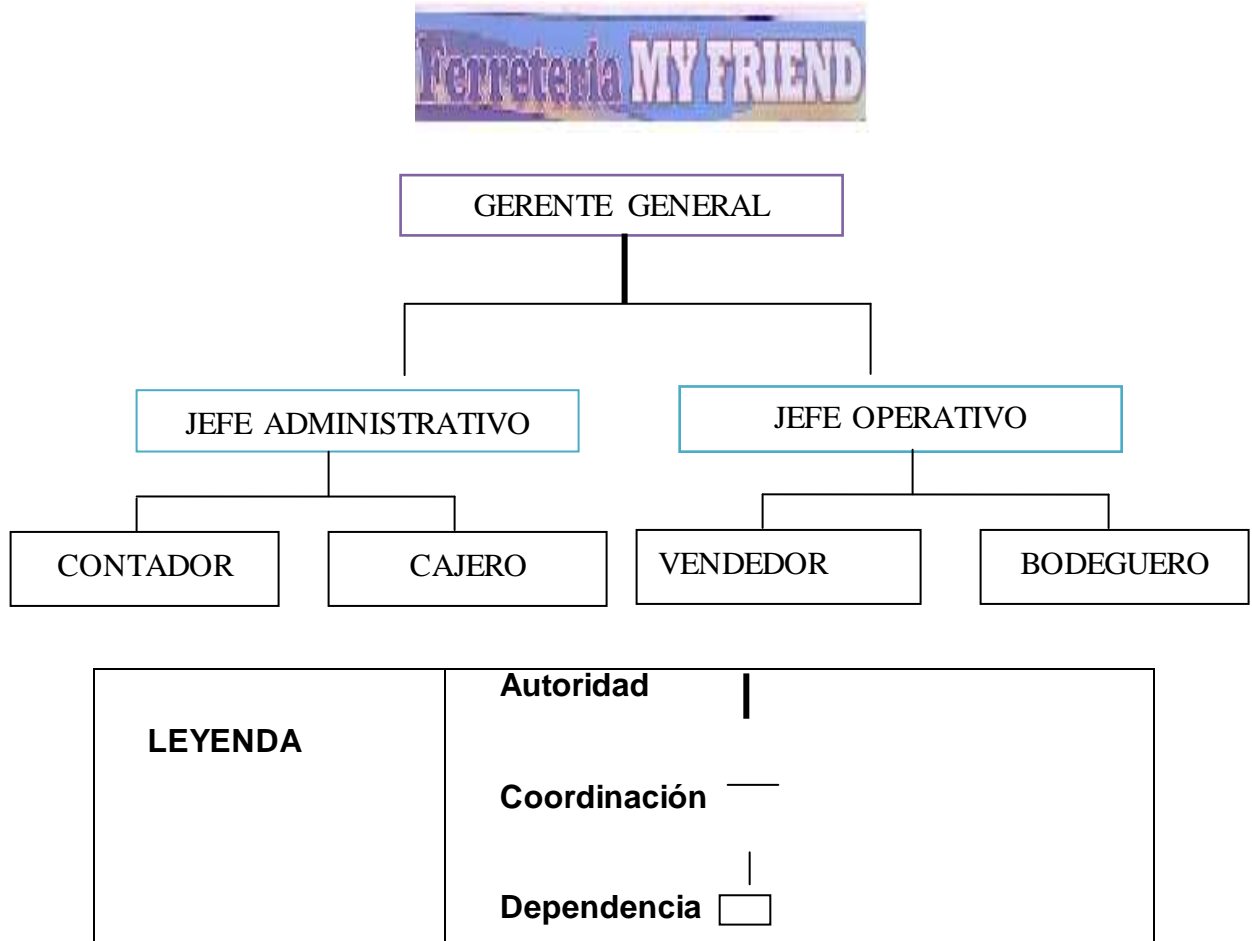 Ferretería MY FRIEND
GERENTE GENERAL
JEFE ADMINISTRATIVO
JEFE OPERATIVO
CONTADOR
CAJERO
VENDEDOR
BODEGUERO
LEYENDA
Autoridad
Coordinación
Dependencia